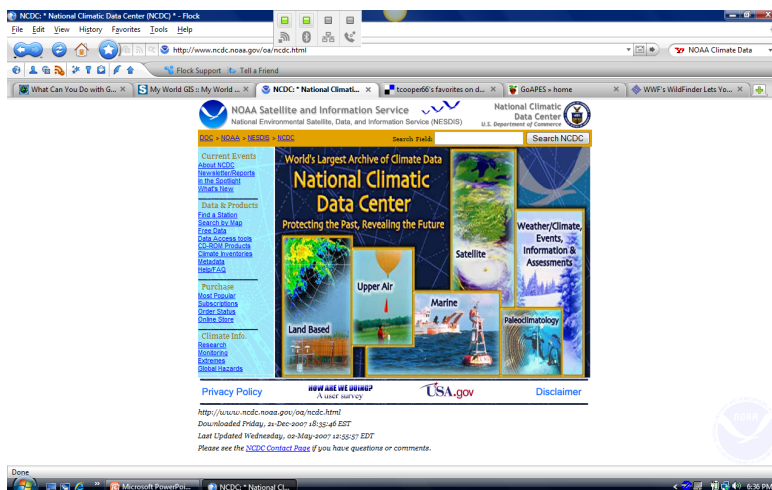 NCDC: * National Climatic Data Center (NCDC) * - Flock
File Edit View History Favorites Tools Help
http://www.ncdc.noaa.gov/oa/ncdc.html
NOAA Climate Data
Flock Support Tell a Friend
What Can You Do with G...
My World GIS :: My World ...
NCDC: * National Climati...
tcooper66's favorites on d...
GoAPES » home
WWF's WildFinder Lets Yo...
NOAA Satellite and Information Service
National Environmental Satellite, Data, and Information Service (NESDIS)
National Climatic
Data Center
U.S. Department of Commerce
DOC > NOAA > NESDIS > NCDC
Search Field:
Search NCDC
Current Events
About NCDC
Newsletter/Reports
In the Spotlight
What's New
Data & Products
Find a Station
Search by Map
Free Data
Data Access tools
CD-ROM Products
Climate Inventories
Metadata
Help/FAQ
Purchase
Most Popular
Subscriptions
Order Status
Online Store
Climate Info.
Research
Monitoring
Extremes
Global Hazards
World's Largest Archive of Climate Data
National Climatic
Data Center
Protecting the Past, Revealing the Future
Satellite
Weather/Climate,
Events,
Information &
Assessments
Upper Air
Marine
Land Based
Paleoclimatology
Privacy Policy
HOW ARE WE DOING?
A user survey
USA.gov
Disclaimer
http://www.ncdc.noaa.gov/oa/ncdc.html
Downloaded Friday, 21-Dec-2007 18:35:46 EST
Last Updated Wednesday, 02-May-2007 12:55:57 EDT
Please see the NCDC Contact Page if you have questions or comments.
NOAA
Done
Microsoft PowerPoi...
NCDC: * National Cl...
6:36 PM